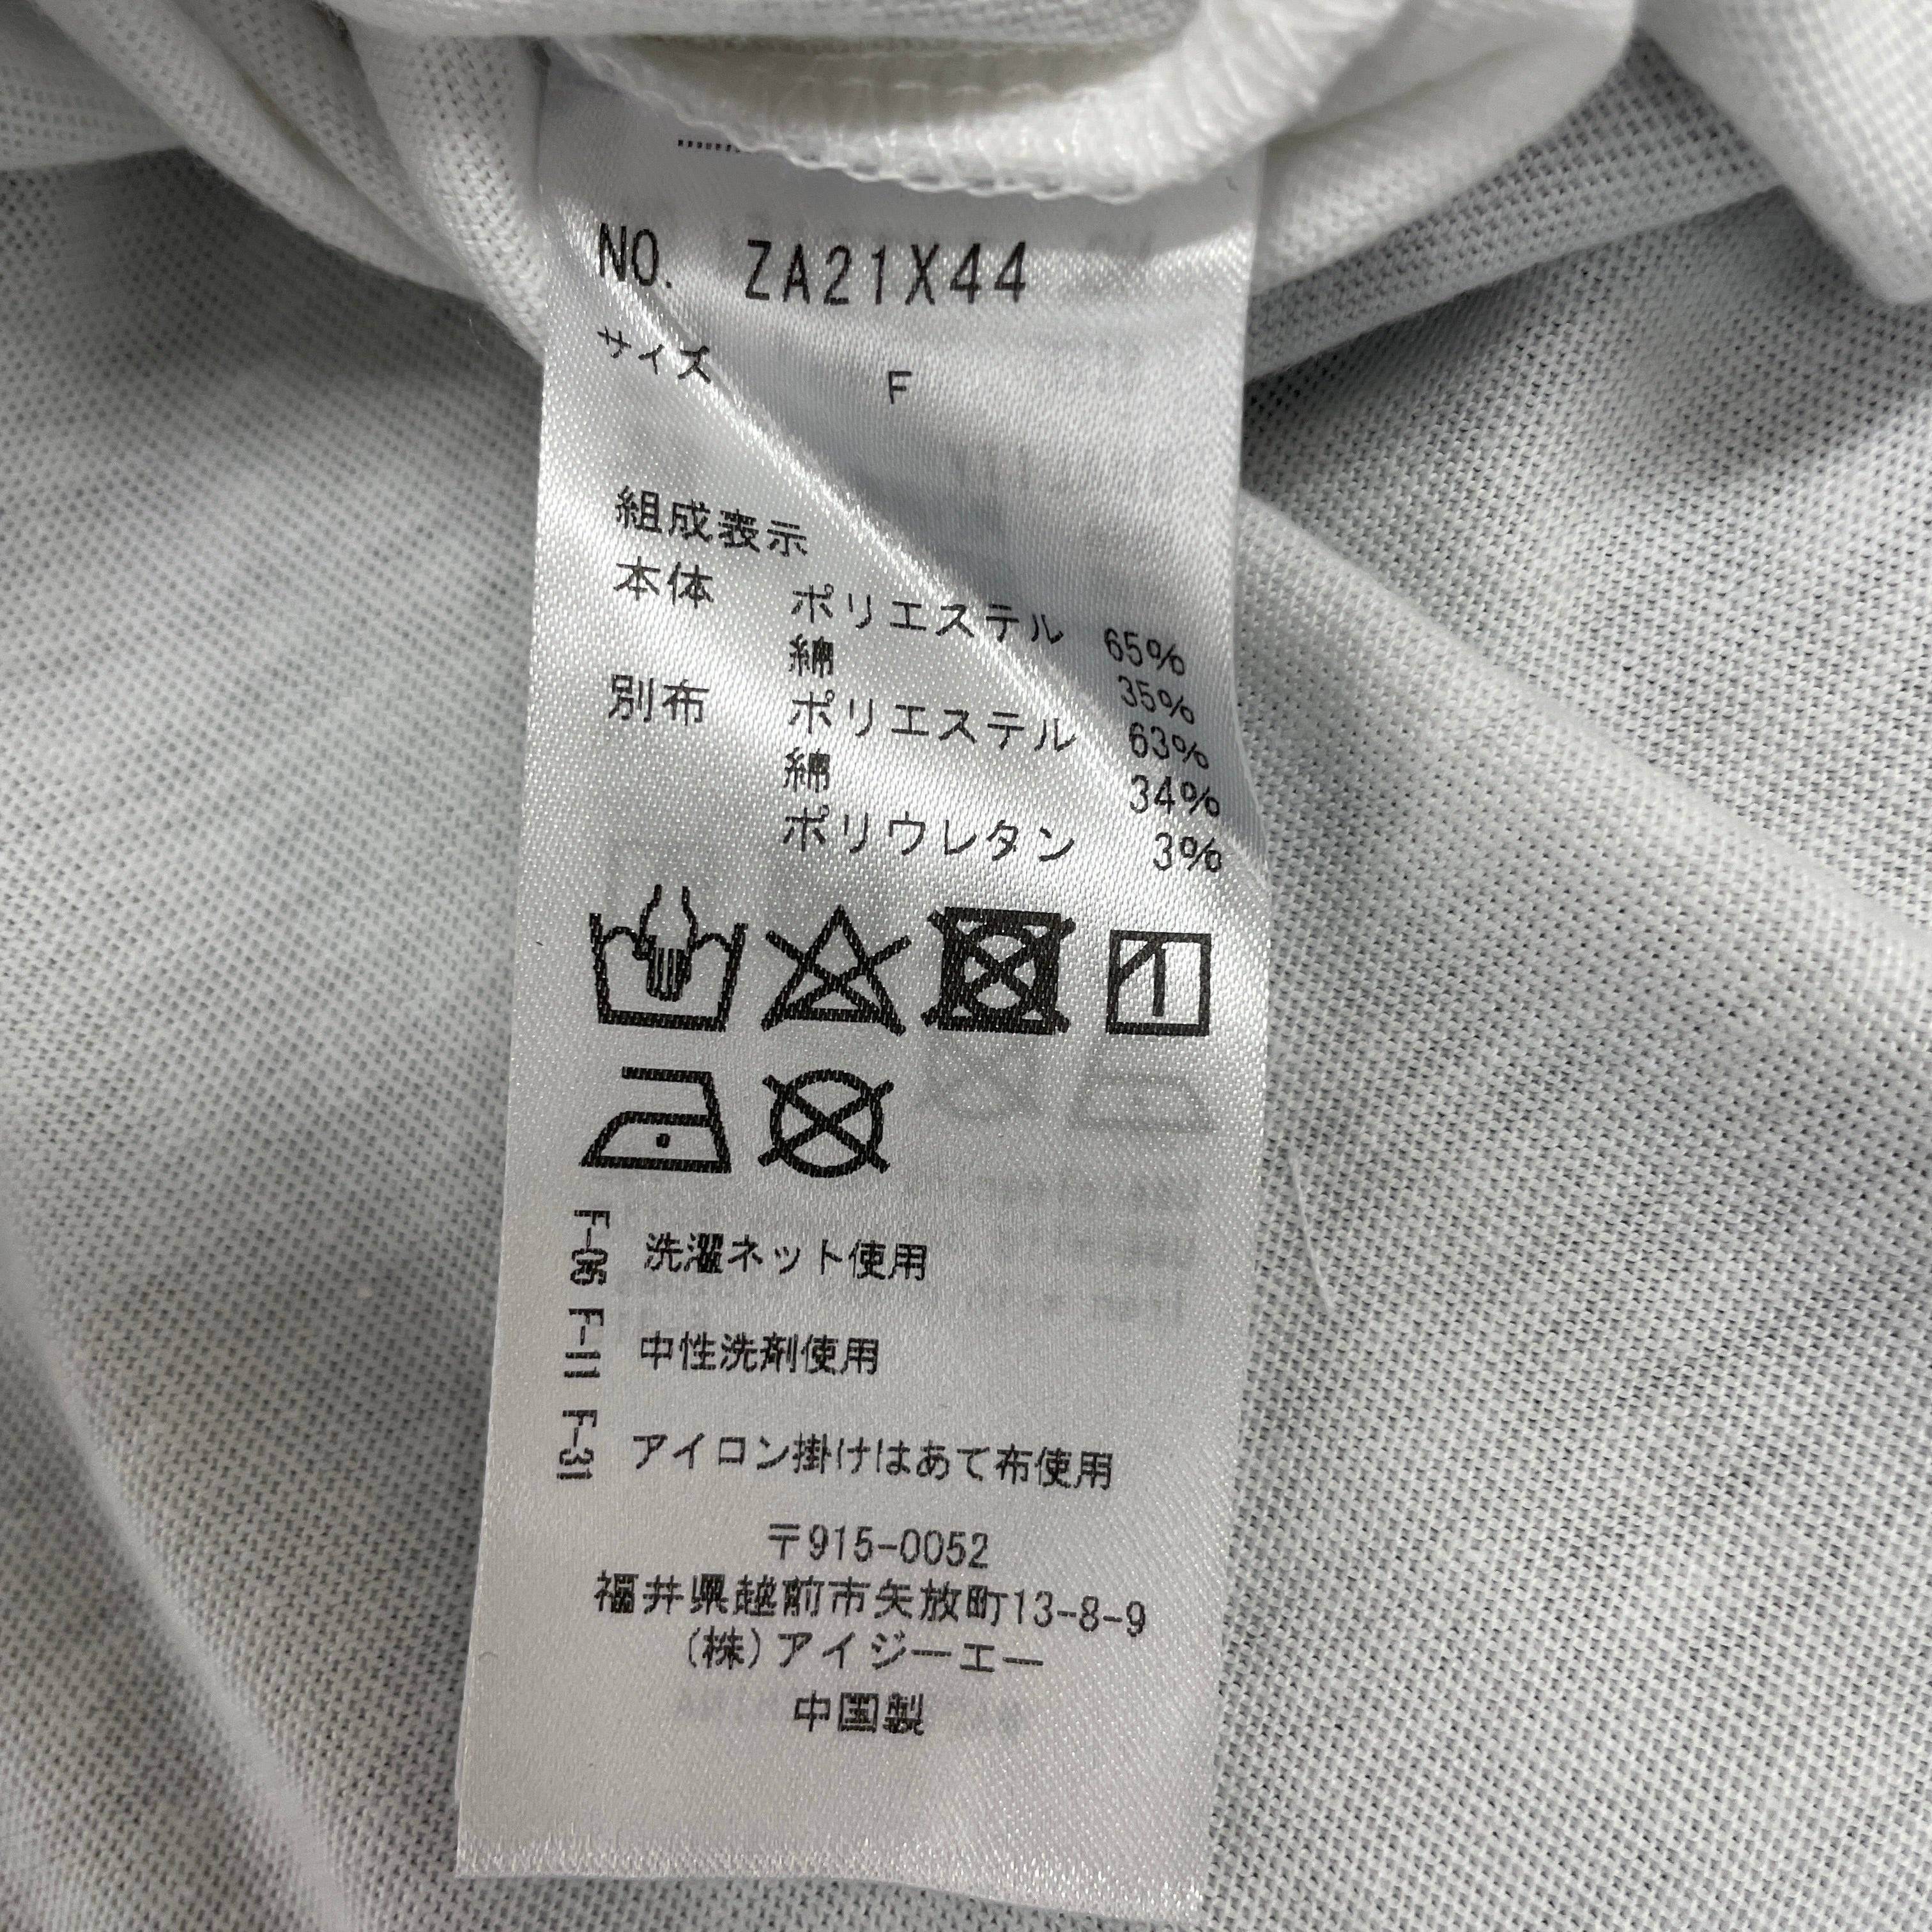 NO. ZA21X44
サイズ F
組成表示
本体 ポリエステル 65%
綿 35%
別布 ポリエステル 63%
綿 34%
ポリウレタン 3%
F-06 洗濯ネット使用
F-11 中性洗剤使用
F-31 アイロン掛けはあて布使用
〒915-0052
福井県越前市矢放町13-8-9
(株)アイジーエー
中国製